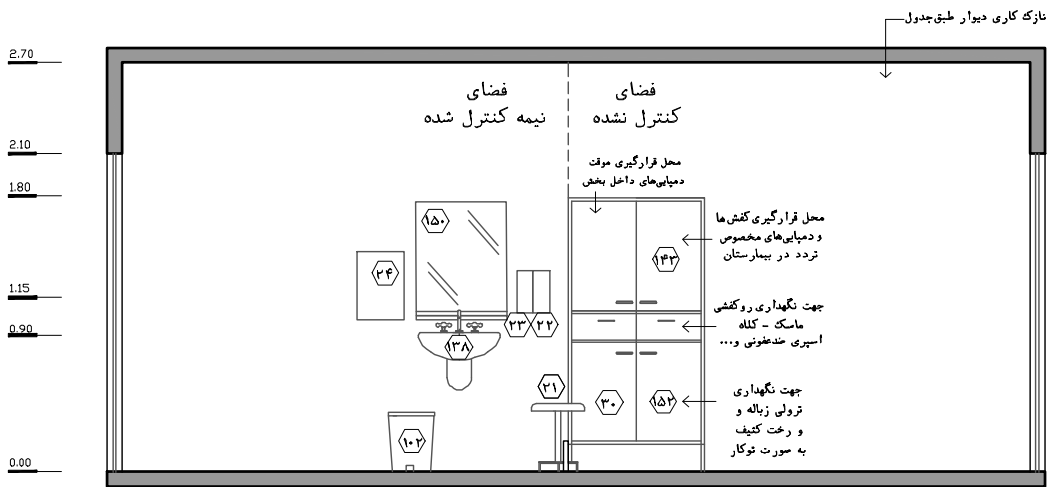 نازک کاری دیوار طبق جدول
2.70
2.10
1.80
1.15
0.90
0.00
فضای
کنترل نشده
فضای
نیمه کنترل شده
محل قرارگیری موقت
دمپایی‌های داخل بخش
محل قرارگیری کفش‌ها
و دمپایی‌های مخصوص
تردد در بیمارستان
جهت نگهداری روکفشی
ماسک - کلاه
اسپری ضدعفونی و...
جهت نگهداری
ترولی زباله و
و رخت کثیف
به صورت توکار
۱۵۰
۲۴
۱۴۳
۲۳
۲۲
۱۳۸
۲۱
۳۰
۱۵۲
۱۰۲